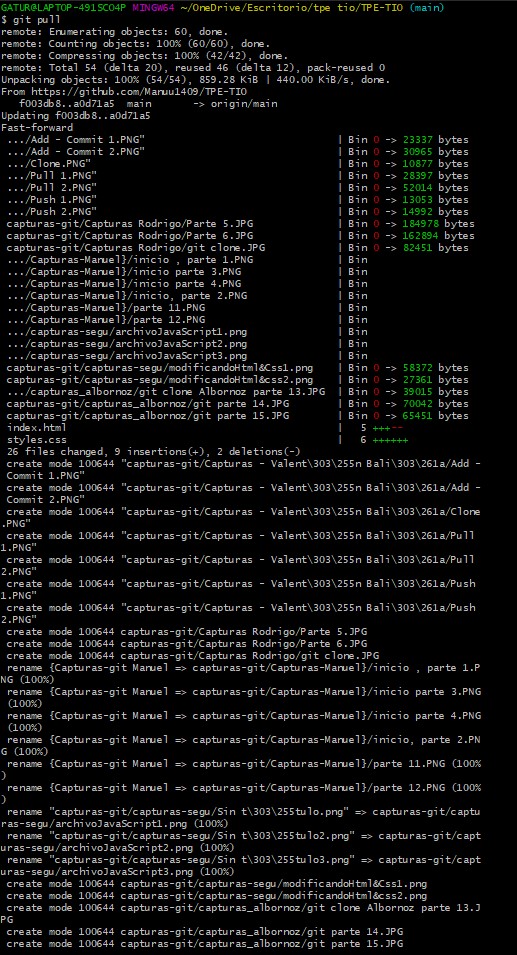 GATUR@LAPTOP-491SCO4P MINGW64 ~/OneDrive/Escritorio/tpe tio/TPE-TIO (main)
$ git pull
remote: Enumerating objects: 60, done.
remote: Counting objects: 100% (60/60), done.
remote: Compressing objects: 100% (42/42), done.
remote: Total 54 (delta 20), reused 46 (delta 12), pack-reused 0
Unpacking objects: 100% (54/54), 859.28 KiB | 440.00 KiB/s, done.
From https://github.com/Manuu1409/TPE-TIO
   f003db8..a0d71a5  main       -> origin/main
Updating f003db8..a0d71a5
Fast-forward
 .../Add - Commit 1.PNG"                            | Bin 0 -> 23337 bytes
 .../Add - Commit 2.PNG"                            | Bin 0 -> 30965 bytes
 .../Clone.PNG"                                     | Bin 0 -> 10877 bytes
 .../Pull 1.PNG"                                    | Bin 0 -> 28397 bytes
 .../Pull 2.PNG"                                    | Bin 0 -> 52014 bytes
 .../Push 1.PNG"                                    | Bin 0 -> 13053 bytes
 .../Push 2.PNG"                                    | Bin 0 -> 14992 bytes
 capturas-git/Capturas Rodrigo/Parte 5.JPG          | Bin 0 -> 184978 bytes
 capturas-git/Capturas Rodrigo/Parte 6.JPG          | Bin 0 -> 162894 bytes
 capturas-git/Capturas Rodrigo/git clone.JPG        | Bin 0 -> 82451 bytes
 .../Capturas-Manuel}/inicio , parte 1.PNG          | Bin
 .../Capturas-Manuel}/inicio parte 3.PNG            | Bin
 .../Capturas-Manuel}/inicio parte 4.PNG            | Bin
 .../Capturas-Manuel}/inicio, parte 2.PNG           | Bin
 .../Capturas-Manuel}/parte 11.PNG                  | Bin
 .../Capturas-Manuel}/parte 12.PNG                  | Bin
 .../capturas-segu/archivoJavaScript1.png           | Bin
 .../capturas-segu/archivoJavaScript2.png           | Bin
 .../capturas-segu/archivoJavaScript3.png           | Bin
 capturas-git/capturas-segu/modificandoHtml&Css1.png | Bin 0 -> 58372 bytes
 capturas-git/capturas-segu/modificandoHtml&css2.png | Bin 0 -> 27361 bytes
 .../capturas_albornoz/git clone Albornoz parte 13.JPG | Bin 0 -> 39015 bytes
 capturas-git/capturas_albornoz/git parte 14.JPG    | Bin 0 -> 70042 bytes
 capturas-git/capturas_albornoz/git parte 15.JPG    | Bin 0 -> 65451 bytes
 index.html                                         |   5 +++--
 styles.css                                         |   6 ++++++
 26 files changed, 9 insertions(+), 2 deletions(-)
 create mode 100644 "capturas-git/Capturas - Valent\303\255n Bali\303\261a/Add -
 Commit 1.PNG"
 create mode 100644 "capturas-git/Capturas - Valent\303\255n Bali\303\261a/Add -
 Commit 2.PNG"
 create mode 100644 "capturas-git/Capturas - Valent\303\255n Bali\303\261a/Clone
.PNG"
 create mode 100644 "capturas-git/Capturas - Valent\303\255n Bali\303\261a/Pull
1.PNG"
 create mode 100644 "capturas-git/Capturas - Valent\303\255n Bali\303\261a/Pull
2.PNG"
 create mode 100644 "capturas-git/Capturas - Valent\303\255n Bali\303\261a/Push
1.PNG"
 create mode 100644 "capturas-git/Capturas - Valent\303\255n Bali\303\261a/Push
2.PNG"
 create mode 100644 capturas-git/Capturas Rodrigo/Parte 5.JPG
 create mode 100644 capturas-git/Capturas Rodrigo/Parte 6.JPG
 create mode 100644 capturas-git/Capturas Rodrigo/git clone.JPG
 rename {Capturas-git Manuel => capturas-git/Capturas-Manuel}/inicio , parte 1.P
NG (100%)
 rename {Capturas-git Manuel => capturas-git/Capturas-Manuel}/inicio parte 3.PNG
 (100%)
 rename {Capturas-git Manuel => capturas-git/Capturas-Manuel}/inicio parte 4.PNG
 (100%)
 rename {Capturas-git Manuel => capturas-git/Capturas-Manuel}/inicio, parte 2.PN
G (100%)
 rename {Capturas-git Manuel => capturas-git/Capturas-Manuel}/parte 11.PNG (100%
)
 rename {Capturas-git Manuel => capturas-git/Capturas-Manuel}/parte 12.PNG (100%
)
 rename "capturas-git/capturas-segu/Sin t\303\255tulo.png" => capturas-git/captu
ras-segu/archivoJavaScript1.png (100%)
 rename "capturas-git/capturas-segu/Sin t\303\255tulo2.png" => capturas-git/capt
uras-segu/archivoJavaScript2.png (100%)
 rename "capturas-git/capturas-segu/Sin t\303\255tulo3.png" => capturas-git/capt
uras-segu/archivoJavaScript3.png (100%)
 create mode 100644 capturas-git/capturas-segu/modificandoHtml&Css1.png
 create mode 100644 capturas-git/capturas-segu/modificandoHtml&css2.png
 create mode 100644 capturas-git/capturas_albornoz/git clone Albornoz parte 13.J
PG
 create mode 100644 capturas-git/capturas_albornoz/git parte 14.JPG
 create mode 100644 capturas-git/capturas_albornoz/git parte 15.JPG